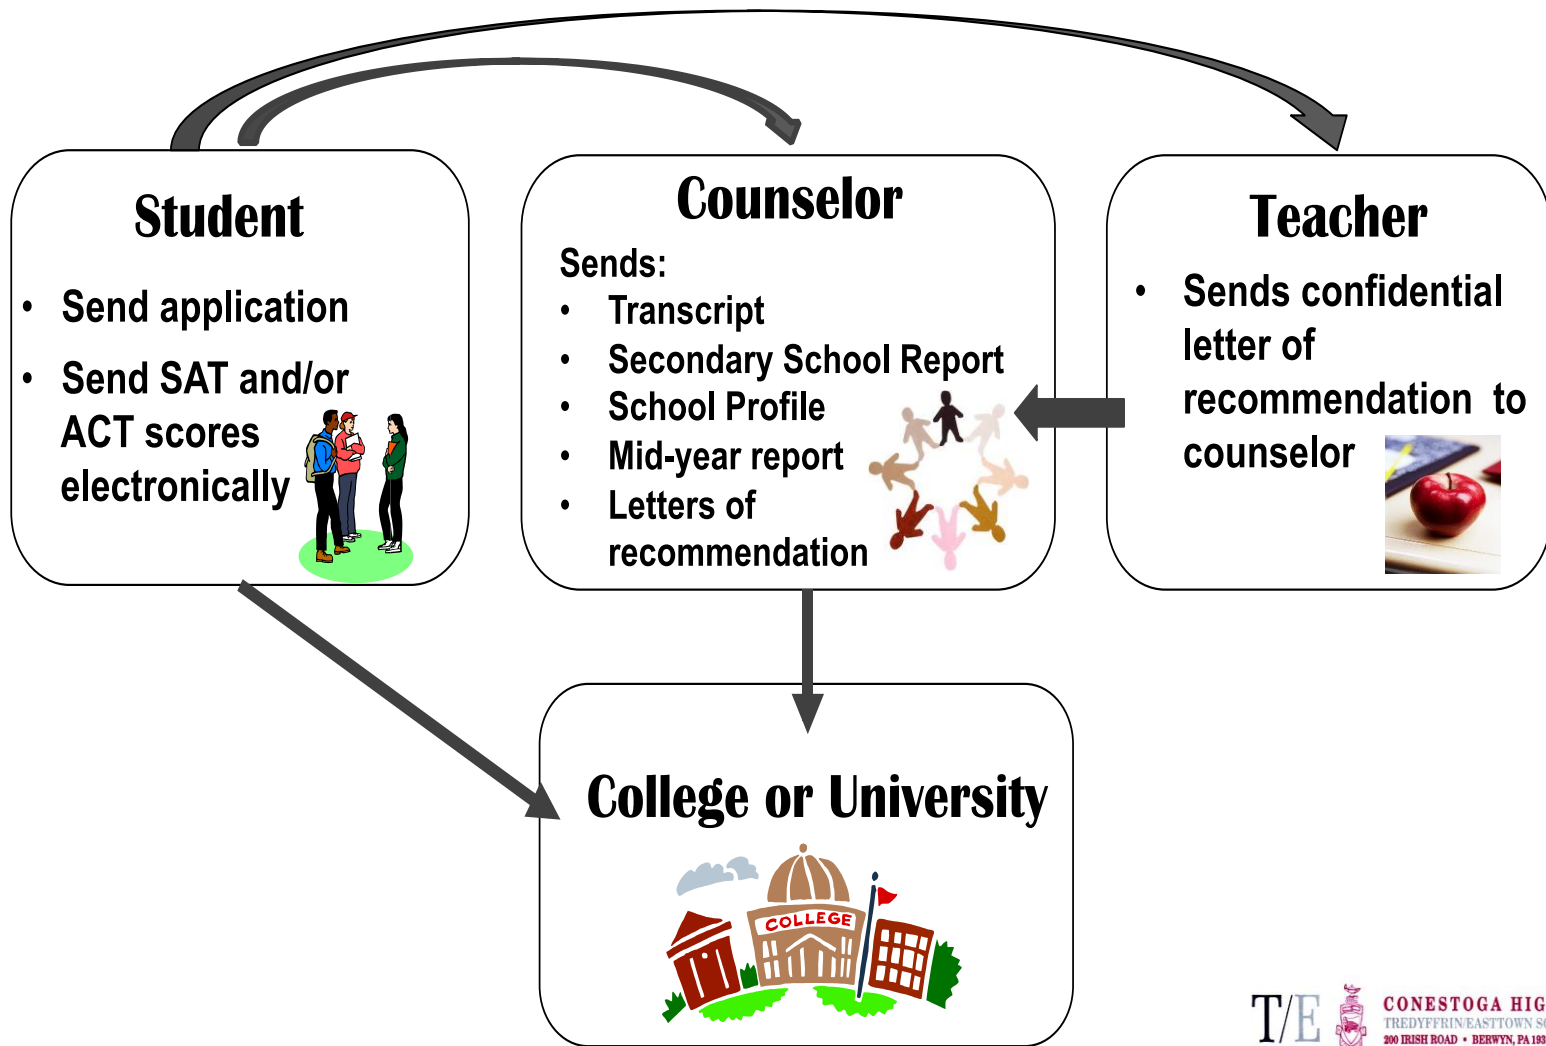 Student
• Send application
• Send SAT and/or
ACT scores
electronically
Counselor
Sends:
• Transcript
• Secondary School Report
• School Profile
• Mid-year report
• Letters of
recommendation
Teacher
• Sends confidential
letter of
recommendation to
counselor
College or University
COLLEGE
T/E
CONESTOGA HIG
TREDYFFRIN/EASTTOWN SC
200 IRISH ROAD • BERWYN, PA 193